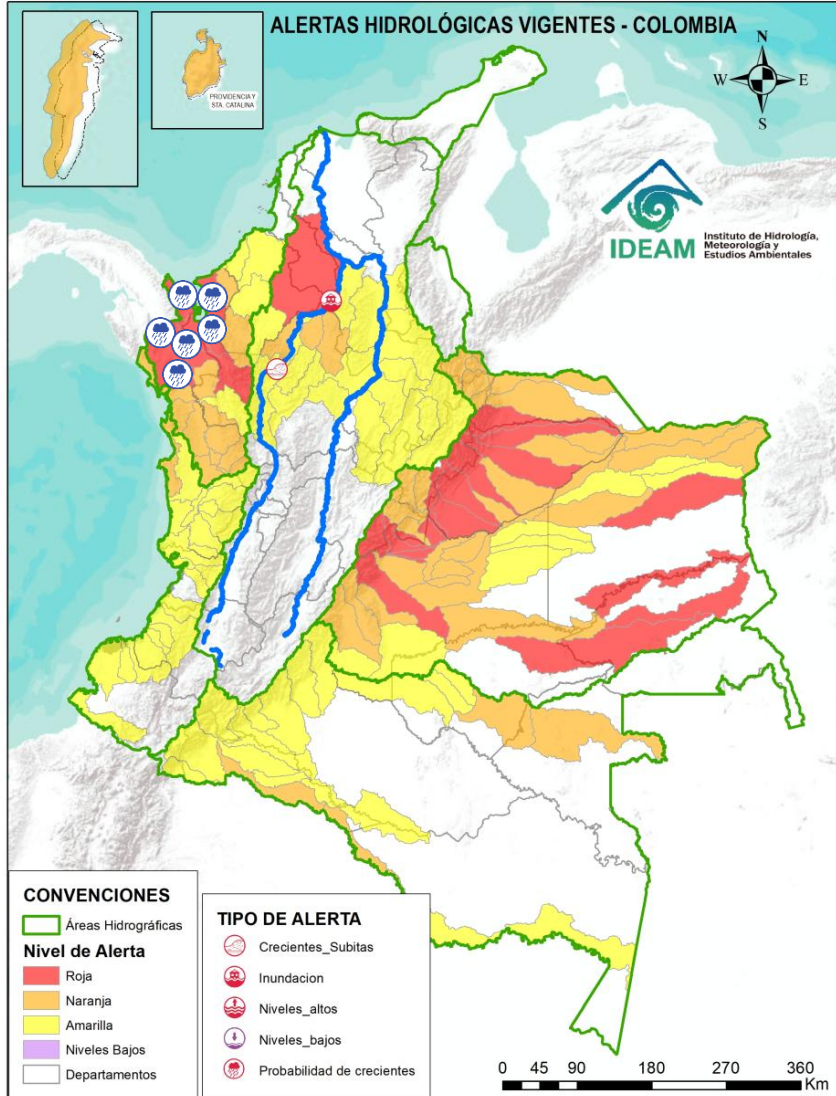 ALERTAS HIDROLÓGICAS VIGENTES - COLOMBIA
PROVIDENCIA Y
STA. CATALINA
N
W
E
S
IDEAM
Instituto de Hidrología,
Meteorología y
Estudios Ambientales
CONVENCIONES
Áreas Hidrográficas
Nivel de Alerta
Roja
Naranja
Amarilla
Niveles Bajos
Departamentos
TIPO DE ALERTA
Crecientes_Subitas
Inundacion
Niveles_altos
Niveles_bajos
Probabilidad de crecientes
0 45 90 180 270 360
Km